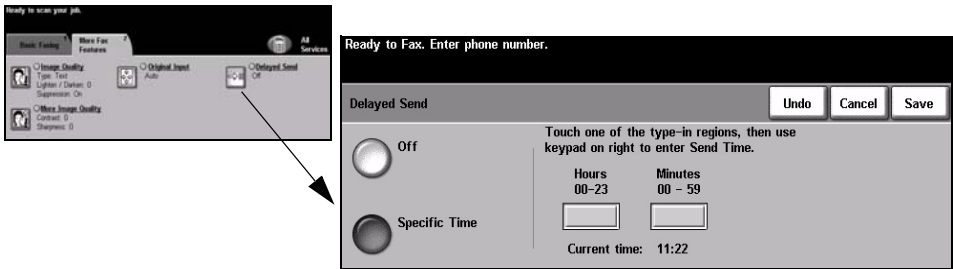 Ready to scan your job.
Basic Faxing 1
More Fax Features 2
All Services
Image Quality
Type: Text
Lighten / Darken: 0
Suppression: On
Original Input
Auto
Delayed Send
Off
More Image Quality
Contrast: 0
Sharpness: 0
Ready to Fax. Enter phone number.
Delayed Send
Undo
Cancel
Save
Off
Specific Time
Touch one of the type-in regions, then use
keypad on right to enter Send Time.
Hours
00-23
Minutes
00 - 59
Current time: 11:22